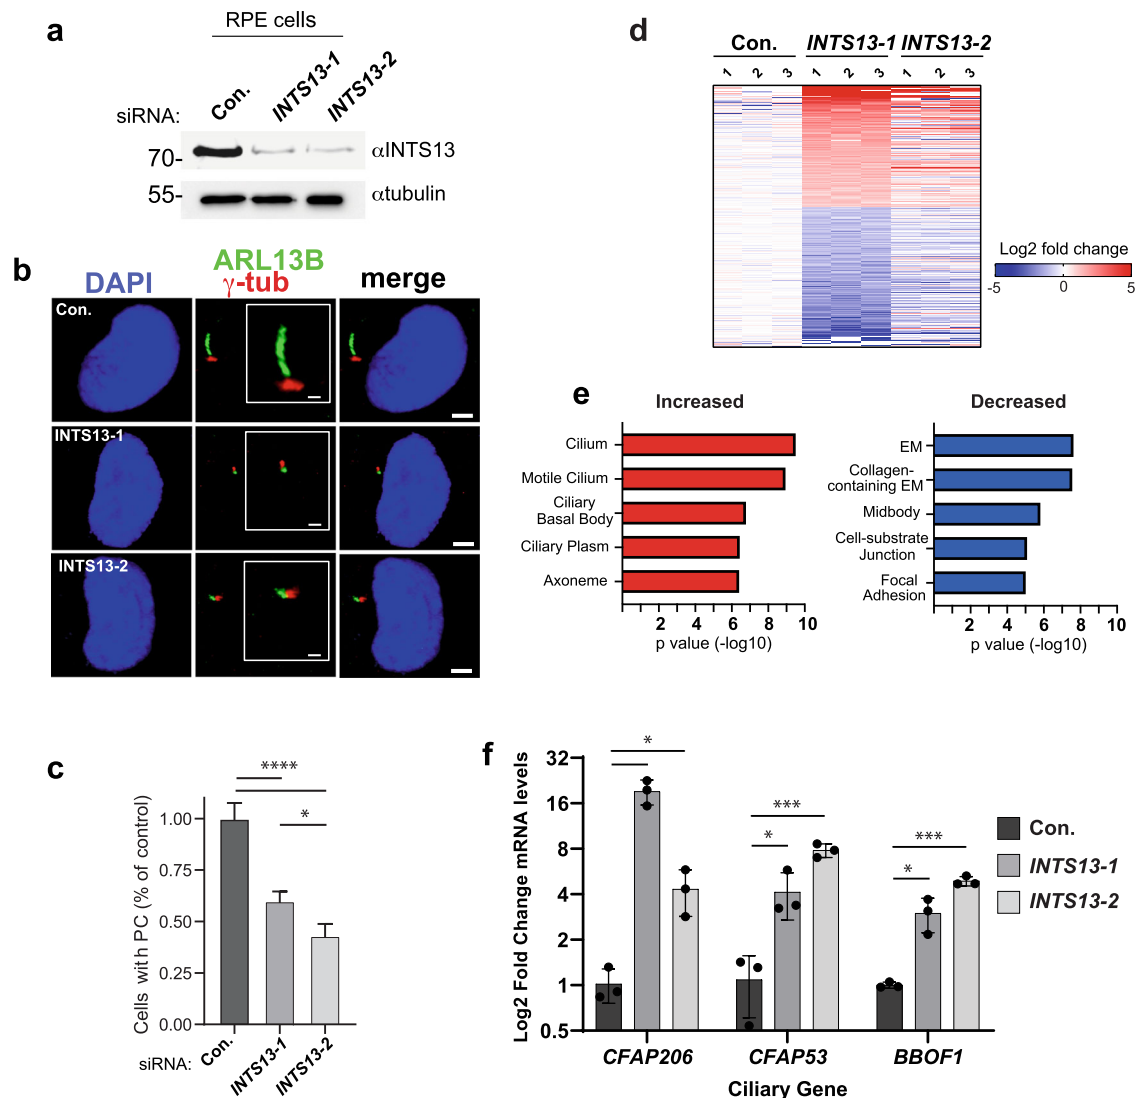 a
RPE cells
siRNA:
Con.
INTS13-1
INTS13-2
70-
αINTS13
55-
αtubulin
b
DAPI
ARL13B
γ-tub
merge
Con.
INTS13-1
INTS13-2
c
Cells with PC (% of control)
1.00
0.75
0.50
0.25
0.00
****
*
siRNA:
Con.
INTS13-1
INTS13-2
d
Con.
INTS13-1
INTS13-2
1 2 3 1 2 3 1 2 3
Log2 fold change
-5 0 5
e
Increased
Cilium
Motile Cilium
Ciliary
Basal Body
Ciliary Plasm
Axoneme
2 4 6 8 10
p value (-log10)
Decreased
EM
Collagen-
containing EM
Midbody
Cell-substrate
Junction
Focal
Adhesion
2 4 6 8 10
p value (-log10)
f
Log2 Fold Change mRNA levels
32
16
8
4
2
1
0.5
*
***
*
***
*
CFAP206
CFAP53
BBOF1
Ciliary Gene
Con.
INTS13-1
INTS13-2